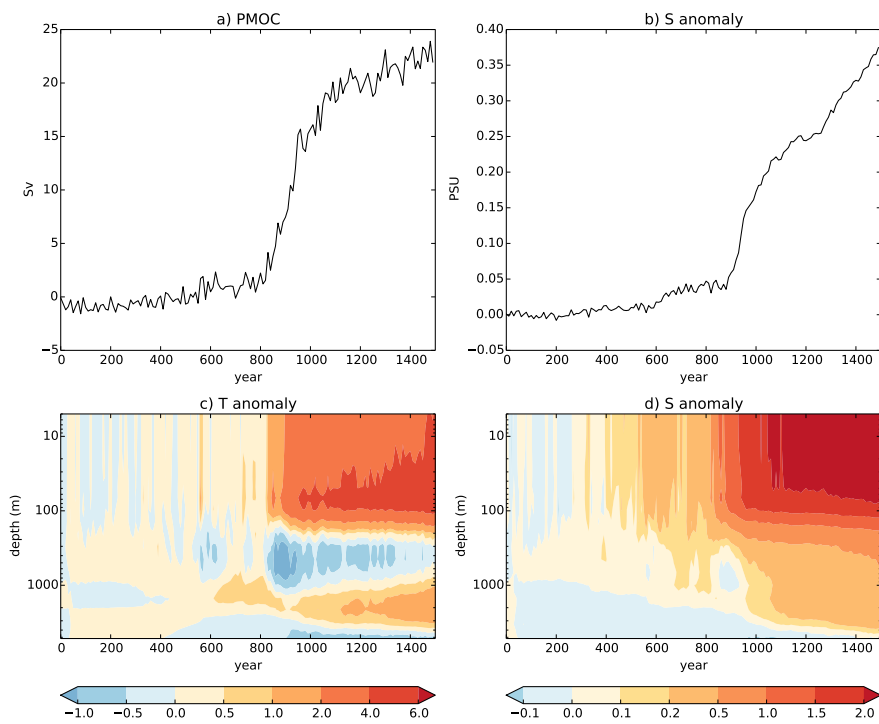 a) PMOC
25
20
15
10
5
0
−5
Sv
0 200 400 600 800 1000 1200 1400
year
b) S anomaly
0.40
0.35
0.30
0.25
0.20
0.15
0.10
0.05
0.00
−0.05
PSU
0 200 400 600 800 1000 1200 1400
year
c) T anomaly
10
100
1000
depth (m)
0 200 400 600 800 1000 1200 1400
year
−1.0 −0.5 0.0 0.5 1.0 2.0 4.0 6.0
d) S anomaly
10
100
1000
depth (m)
0 200 400 600 800 1000 1200 1400
year
−0.1 0.0 0.1 0.2 0.5 1.0 1.5 2.0